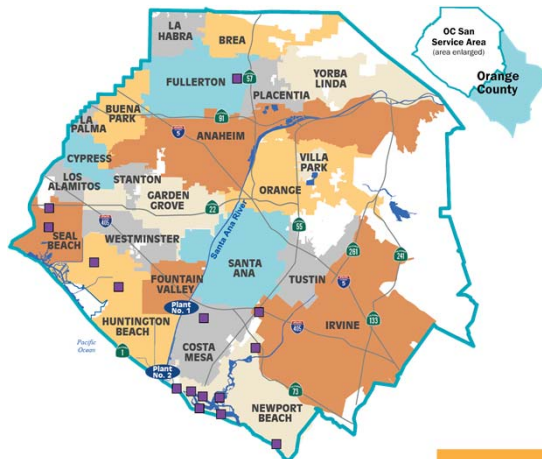 OC San
Service Area
(area enlarged)
Orange
County
LA
HABRA
BREA
FULLERTON
57
PLACENTIA
YORBA
LINDA
BUENA
PARK
LA
PALMA
91
5
ANAHEIM
CYPRESS
VILLA
PARK
LOS
ALAMITOS
STANTON
ORANGE
GARDEN
GROVE
22
Santa Ana River
55
405
SEAL
BEACH
WESTMINSTER
SANTA
ANA
261
241
FOUNTAIN
VALLEY
TUSTIN
5
Plant
No. 1
133
HUNTINGTON
BEACH
405
IRVINE
Pacific
Ocean
1
COSTA
MESA
Plant
No. 2
73
NEWPORT
BEACH